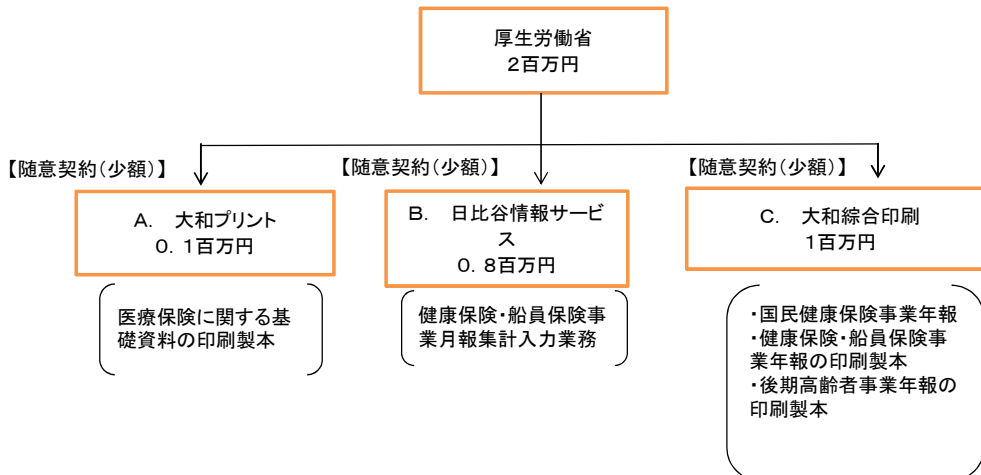 厚生労働省
2百万円
【随意契約(少額)】
【随意契約(少額)】
【随意契約(少額)】
A. 大和プリント
0.1百万円
B. 日比谷情報サービ
ス
0.8百万円
C. 大和綜合印刷
1百万円
医療保険に関する基
礎資料の印刷製本
健康保険・船員保険事
業月報集計入力業務
・国民健康保険事業年報
・健康保険・船員保険事
業年報の印刷製本
・後期高齢者事業年報の
印刷製本